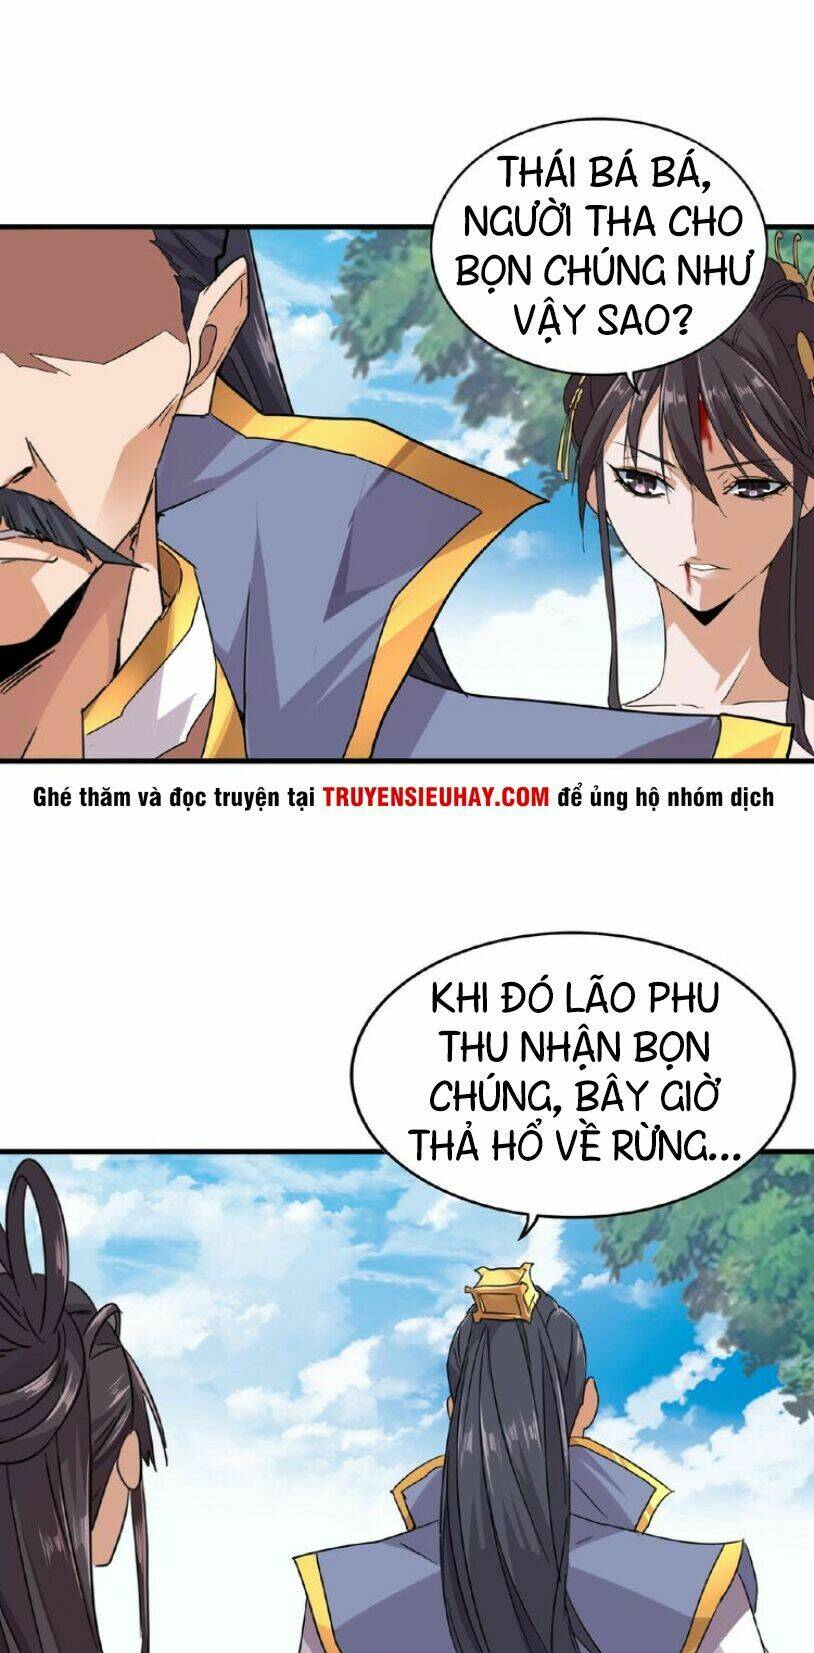 THÁI BÁ BÁ,
NGƯỜI THA CHO
BỌN CHÚNG NHƯ
VẬY SAO?
Ghé thăm và đọc truyện tại TRUYENSIEUHAY.COM để ủng hộ nhóm dịch
KHI ĐÓ LÃO PHU
THU NHẬN BỌN
CHÚNG, BÂY GIỜ
THẢ HỔ VỀ RỪNG...